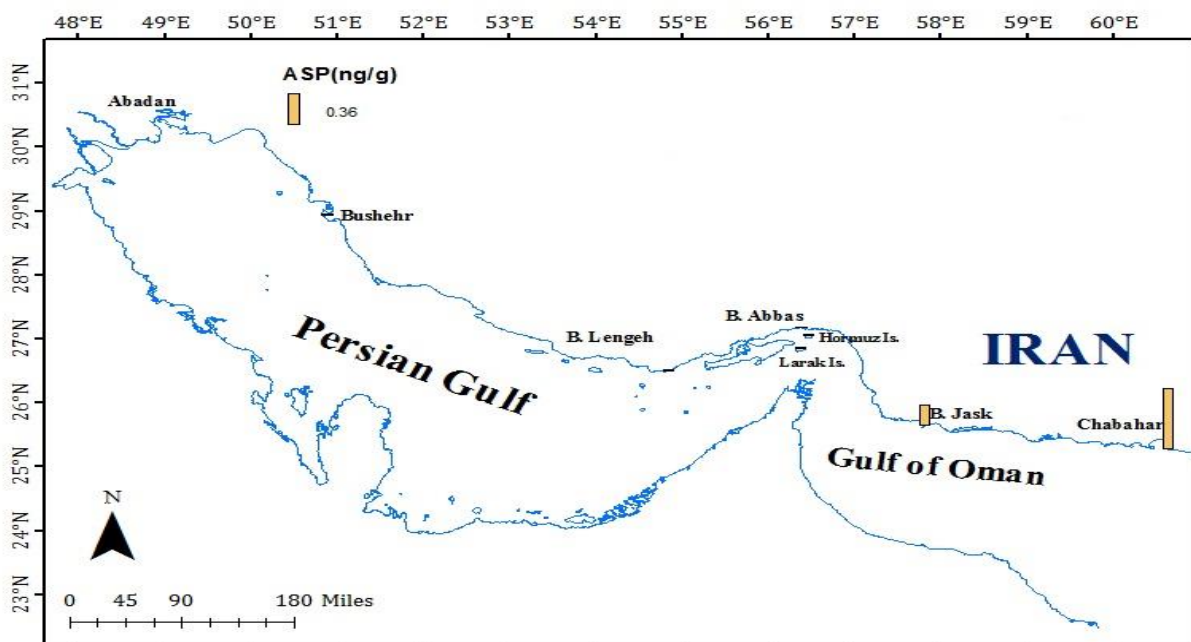 48°N 49°E 50°E 51°E 52°E 53°E 54°E 55°E 56°E 57°E 58°E 59°E 60°E
31°N
30°N
29°N
28°N
27°N
26°N
25°N
24°N
23°N
ASP(ng/g)
0.36
Abadan
Bushehr
B. Lengeh
B. Abbas
Hormuz Is.
Larak Is.
Persian Gulf
IRAN
B. Jask
Chabahar
Gulf of Oman
N
0 45 90 180 Miles